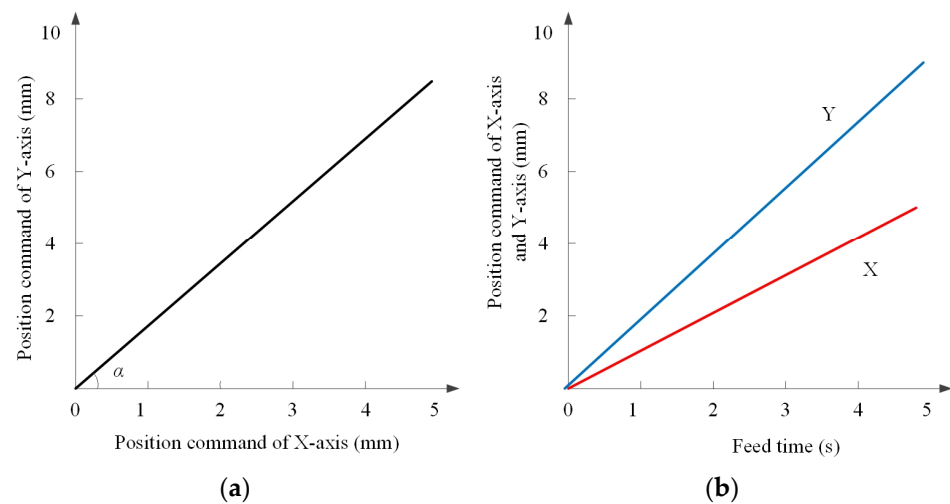 10
8
6
4
2
0
1
2
3
4
5
α
Position command of Y-axis (mm)
Position command of X-axis (mm)
(a)
10
8
6
4
2
0
1
2
3
4
5
Y
X
Position command of X-axis
and Y-axis (mm)
Feed time (s)
(b)